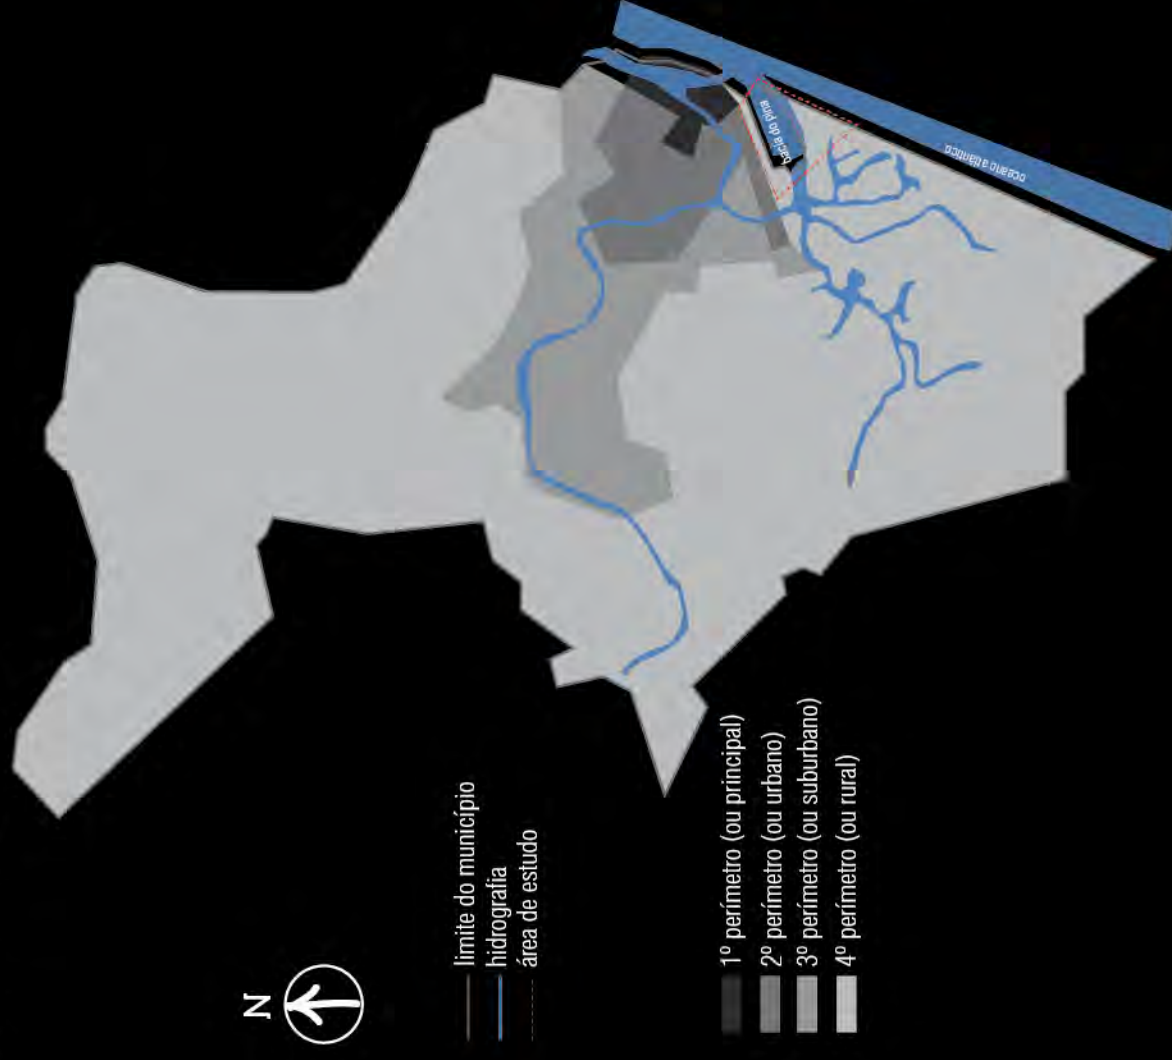 N
limite do município
hidrografia
área de estudo
1º perímetro (ou principal)
2º perímetro (ou urbano)
3º perímetro (ou suburbano)
4º perímetro (ou rural)
bacia do pina
oceano atlântico